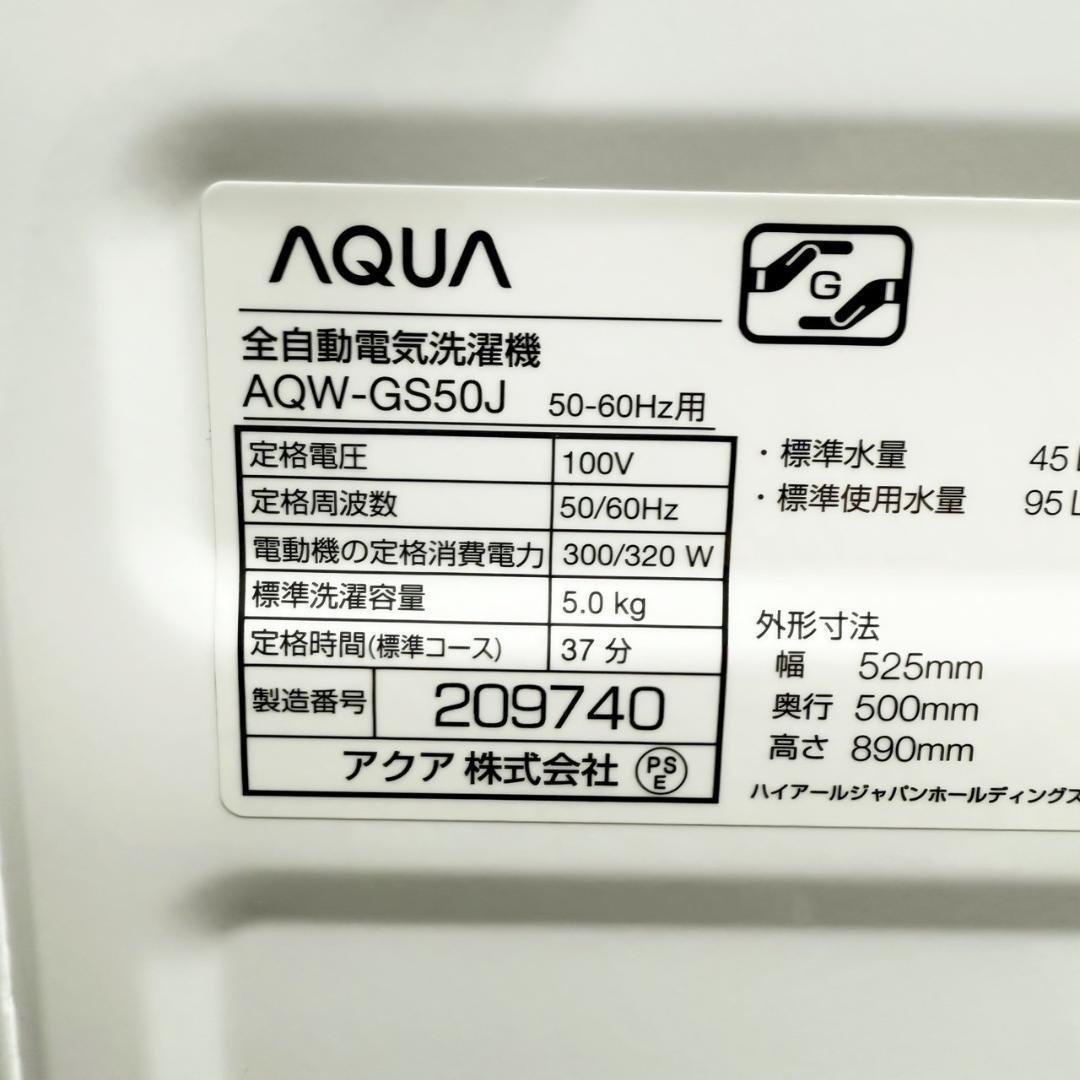 AQUA
G
全自動電気洗濯機
AQW-GS50J 50-60Hz用
定格電圧 100V
定格周波数 50/60Hz
電動機の定格消費電力 300/320 W
標準洗濯容量 5.0 kg
定格時間(標準コース) 37 分
製造番号 209740
アクア 株式会社 PSE
・標準水量 45L
・標準使用水量 95L
外形寸法
幅 525mm
奥行 500mm
高さ 890mm
ハイアールジャパンホールディングス